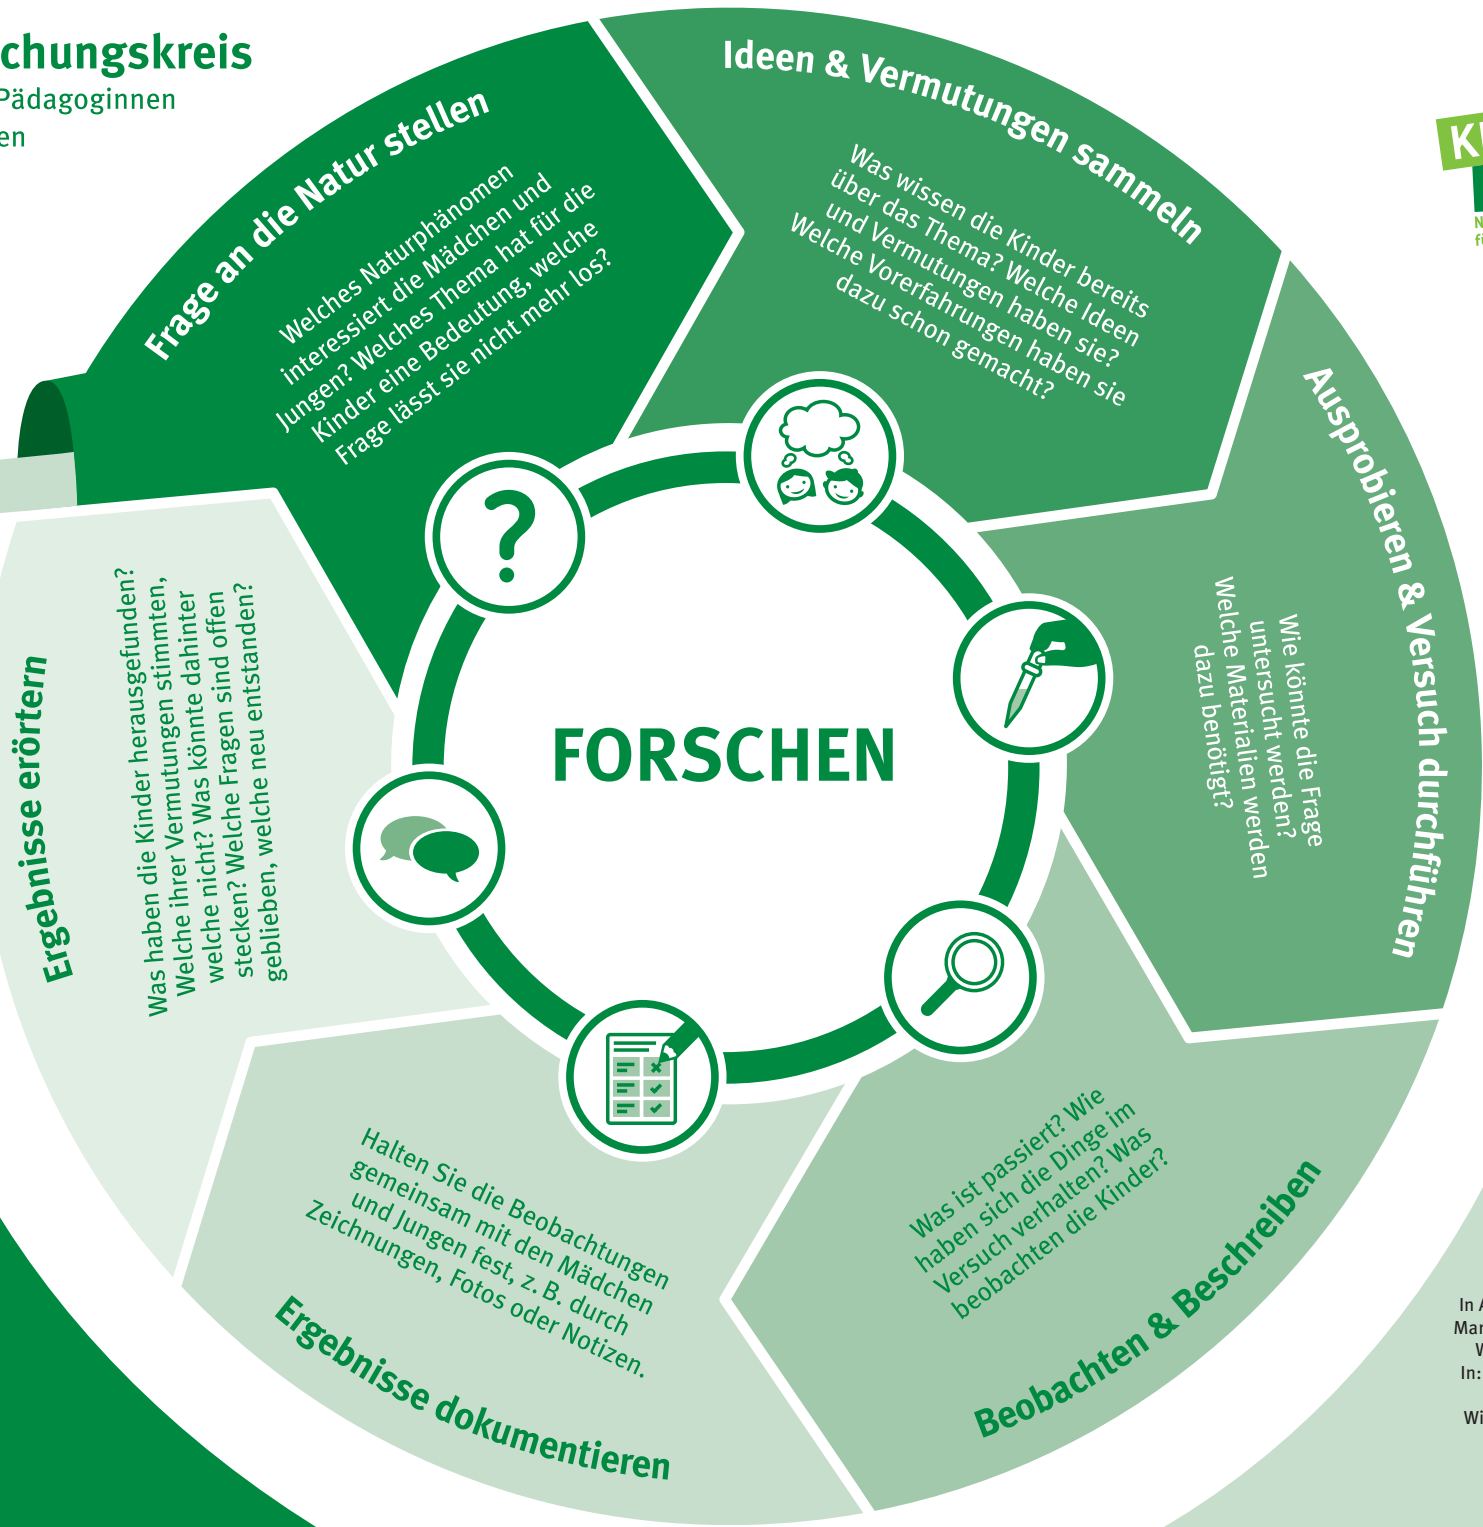 chungskreis
Pädagoginnen
en
Frage an die Natur stellen
Welches Naturphänomen
interessiert die Mädchen und
Jungen? Welches Thema hat für die
Kinder eine Bedeutung, welche
Frage lässt sie nicht mehr los?
Ideen & Vermutungen sammeln
Was wissen die Kinder bereits
über das Thema? Welche Ideen
und Vermutungen haben sie?
Welche Vorerfahrungen haben sie
dazu schon gemacht?
Ausprobieren & Versuch durchführen
Wie könnte die Frage
untersucht werden?
Welche Materialien werden
dazu benötigt?
Beobachten & Beschreiben
Was ist passiert? Wie
haben sich die Dinge im
Versuch verhalten? Was
beobachten die Kinder?
Ergebnisse dokumentieren
Halten Sie die Beobachtungen
gemeinsam mit den Mädchen
und Jungen fest, z. B. durch
Zeichnungen, Fotos oder Notizen.
Ergebnisse erörtern
Was haben die Kinder herausgefunden?
Welche ihrer Vermutungen stimmten,
welche nicht? Was könnte dahinter
stecken? Welche Fragen sind offen
geblieben, welche neu entstanden?
FORSCHEN
?
K
N
fü
In A
Mar
W
In:
Wi